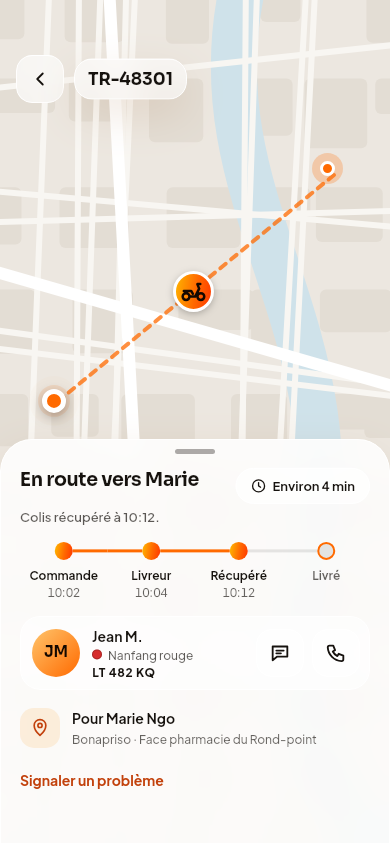 TR-48301
En route vers Marie
Environ 4 min
Colis récupéré à 10:12.
Commande Livreur Récupéré Livré
10:02 10:04 10:12
JM
Jean M.
Nanfang rouge
LT 482 KQ
Pour Marie Ngo
Bonapriso · Face pharmacie du Rond-point
Signaler un problème